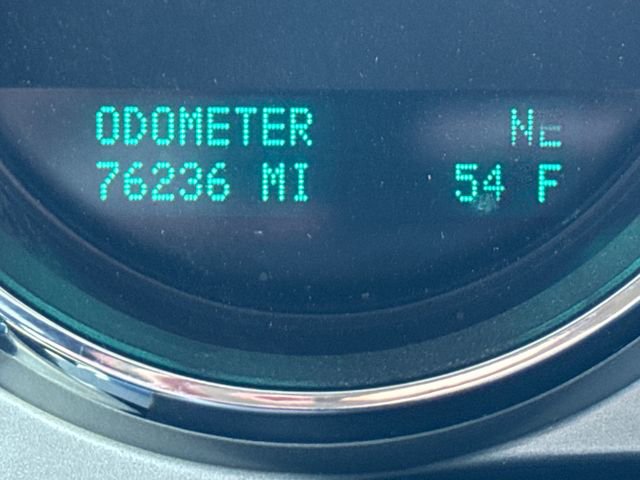 ODOMETER NE
76236 MI 54 F